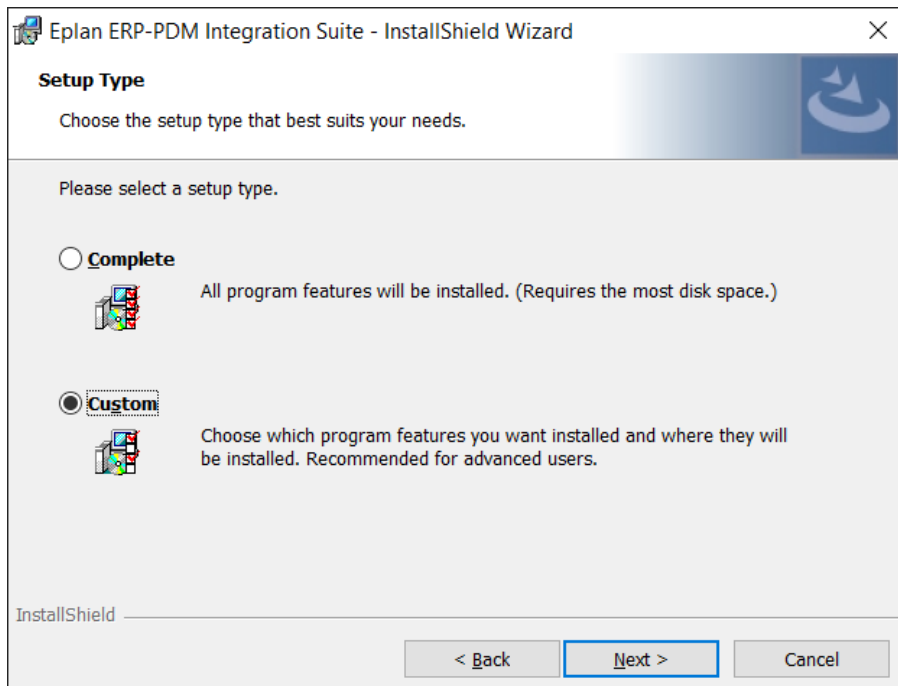 Eplan ERP-PDM Integration Suite - InstallShield Wizard
Setup Type
Choose the setup type that best suits your needs.
Please select a setup type.
Complete
All program features will be installed. (Requires the most disk space.)
Custom
Choose which program features you want installed and where they will
be installed. Recommended for advanced users.
InstallShield
< Back Next > Cancel